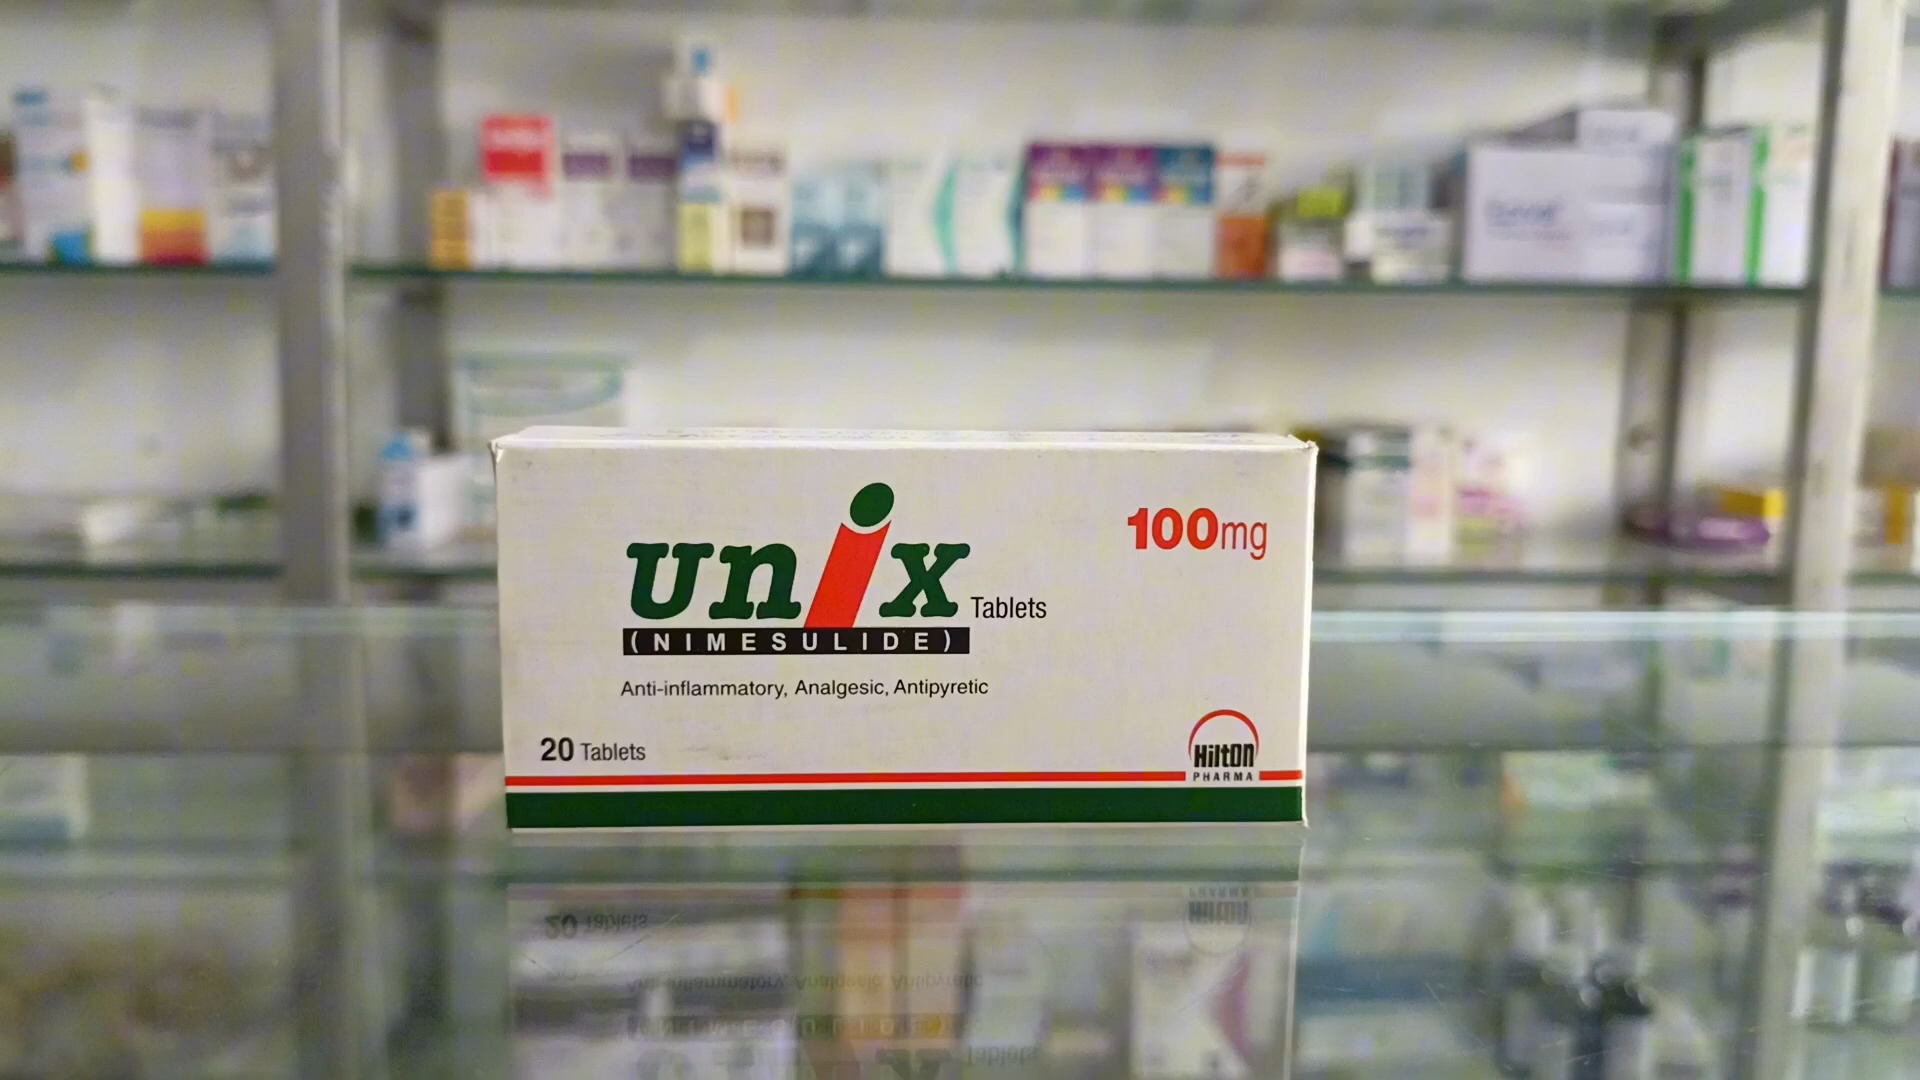 unix Tablets
100mg
(NIMESULIDE)
Anti-inflammatory, Analgesic, Antipyretic
20 Tablets
HiltON
PHARMA